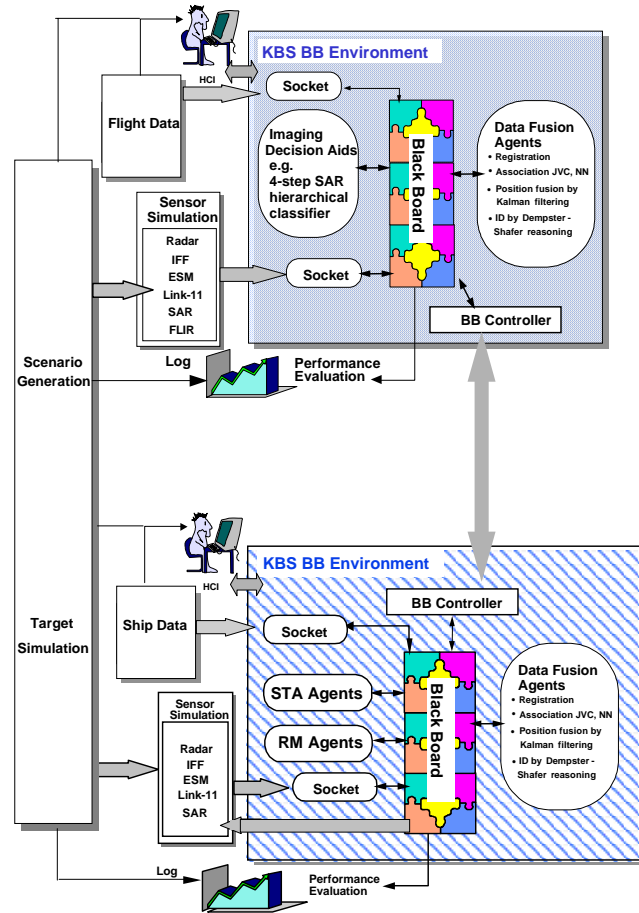 KBS BB Environment
HCI
Socket
Flight Data
Imaging
Decision Aids
e.g.
4-step SAR
hierarchical
classifier
Black Board
Data Fusion
Agents
• Registration
• Association JVC, NN
• Position fusion by
Kalman filtering
• ID by Dempster -
Shafer reasoning)
Sensor
Simulation
Radar
IFF
ESM
Link-11
SAR
FLIR
Socket
BB Controller
Scenario
Generation
Log
Performance
Evaluation
KBS BB Environment
HCI
BB Controller
Target
Simulation
Ship Data
Socket
STA Agents
RM Agents
Black Board
Data Fusion
Agents
• Registration
• Association JVC, NN
• Position fusion by
Kalman filtering)
• ID by Dempster -
Shafer reasoning)
Sensor
Simulation
Radar
IFF
ESM
Link-11
SAR
Socket
Log
Performance
Evaluation